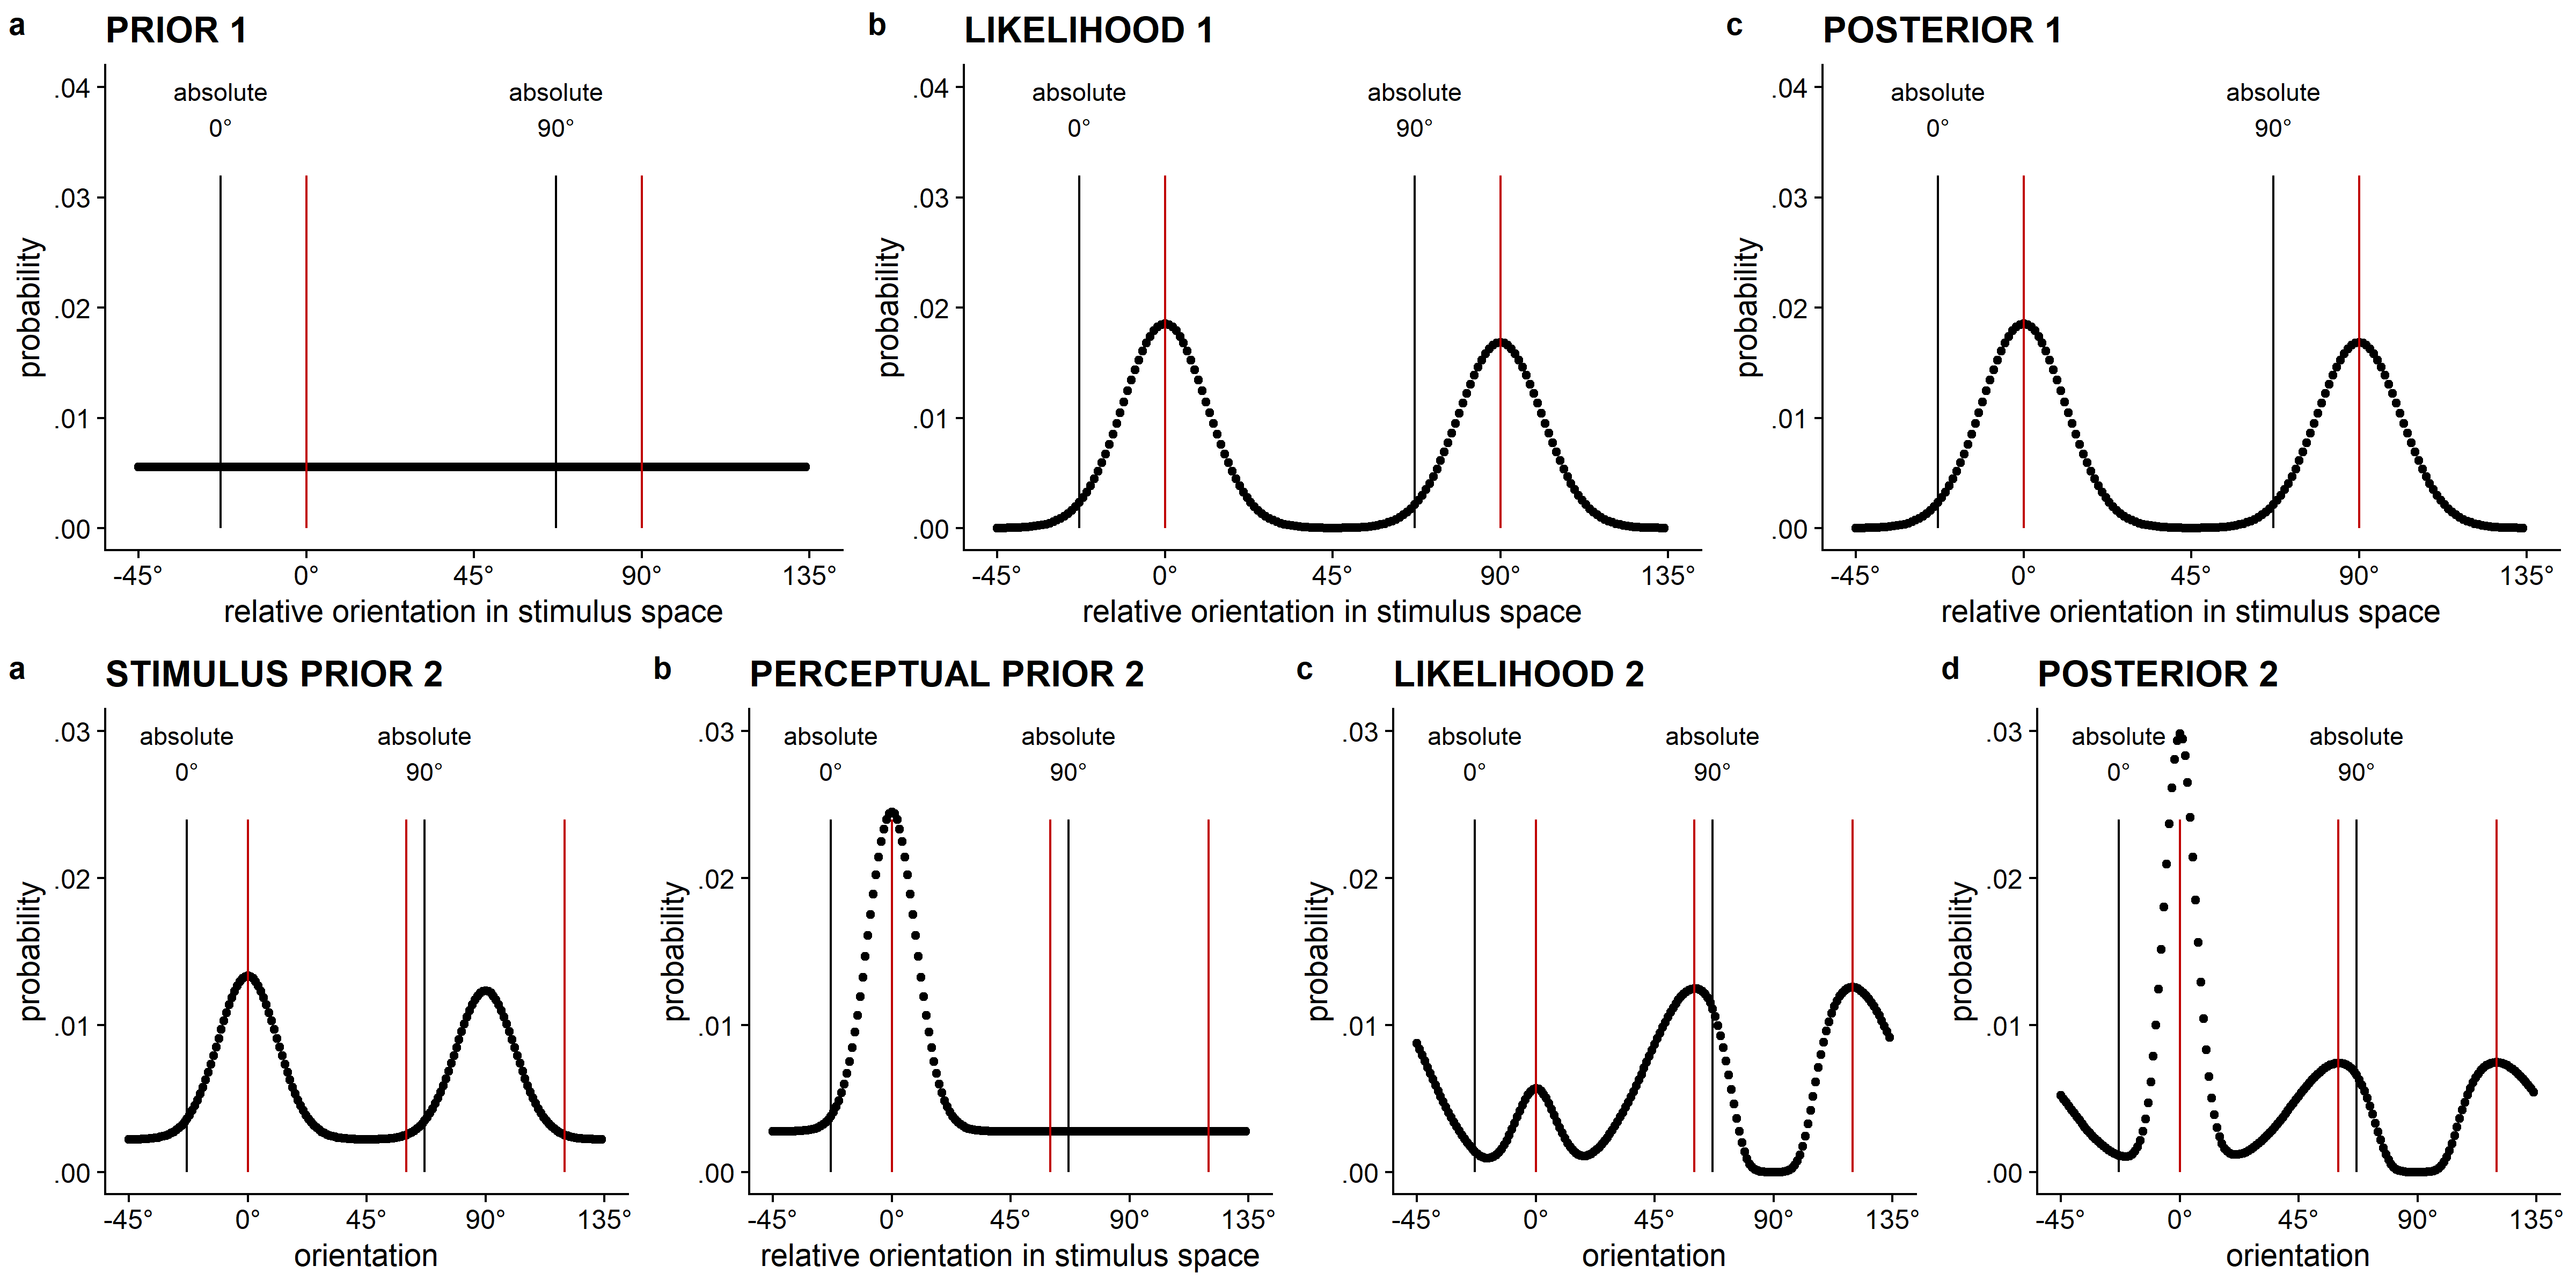 a PRIOR 1
.04
.03
.02
.01
.00
absolute
0°
absolute
90°
probability
-45° 0° 45° 90° 135°
relative orientation in stimulus space
b LIKELIHOOD 1
.04
.03
.02
.01
.00
absolute
0°
absolute
90°
probability
-45° 0° 45° 90° 135°
relative orientation in stimulus space
c POSTERIOR 1
.04
.03
.02
.01
.00
absolute
0°
absolute
90°
probability
-45° 0° 45° 90° 135°
relative orientation in stimulus space
a STIMULUS PRIOR 2
.03
.02
.01
.00
absolute
0°
absolute
90°
probability
-45° 0° 45° 90° 135°
orientation
b PERCEPTUAL PRIOR 2
.03
.02
.01
.00
absolute
0°
absolute
90°
probability
-45° 0° 45° 90° 135°
relative orientation in stimulus space
c LIKELIHOOD 2
.03
.02
.01
.00
absolute
0°
absolute
90°
probability
-45° 0° 45° 90° 135°
orientation
d POSTERIOR 2
.03
.02
.01
.00
absolute
0°
absolute
90°
probability
-45° 0° 45° 90° 135°
orientation